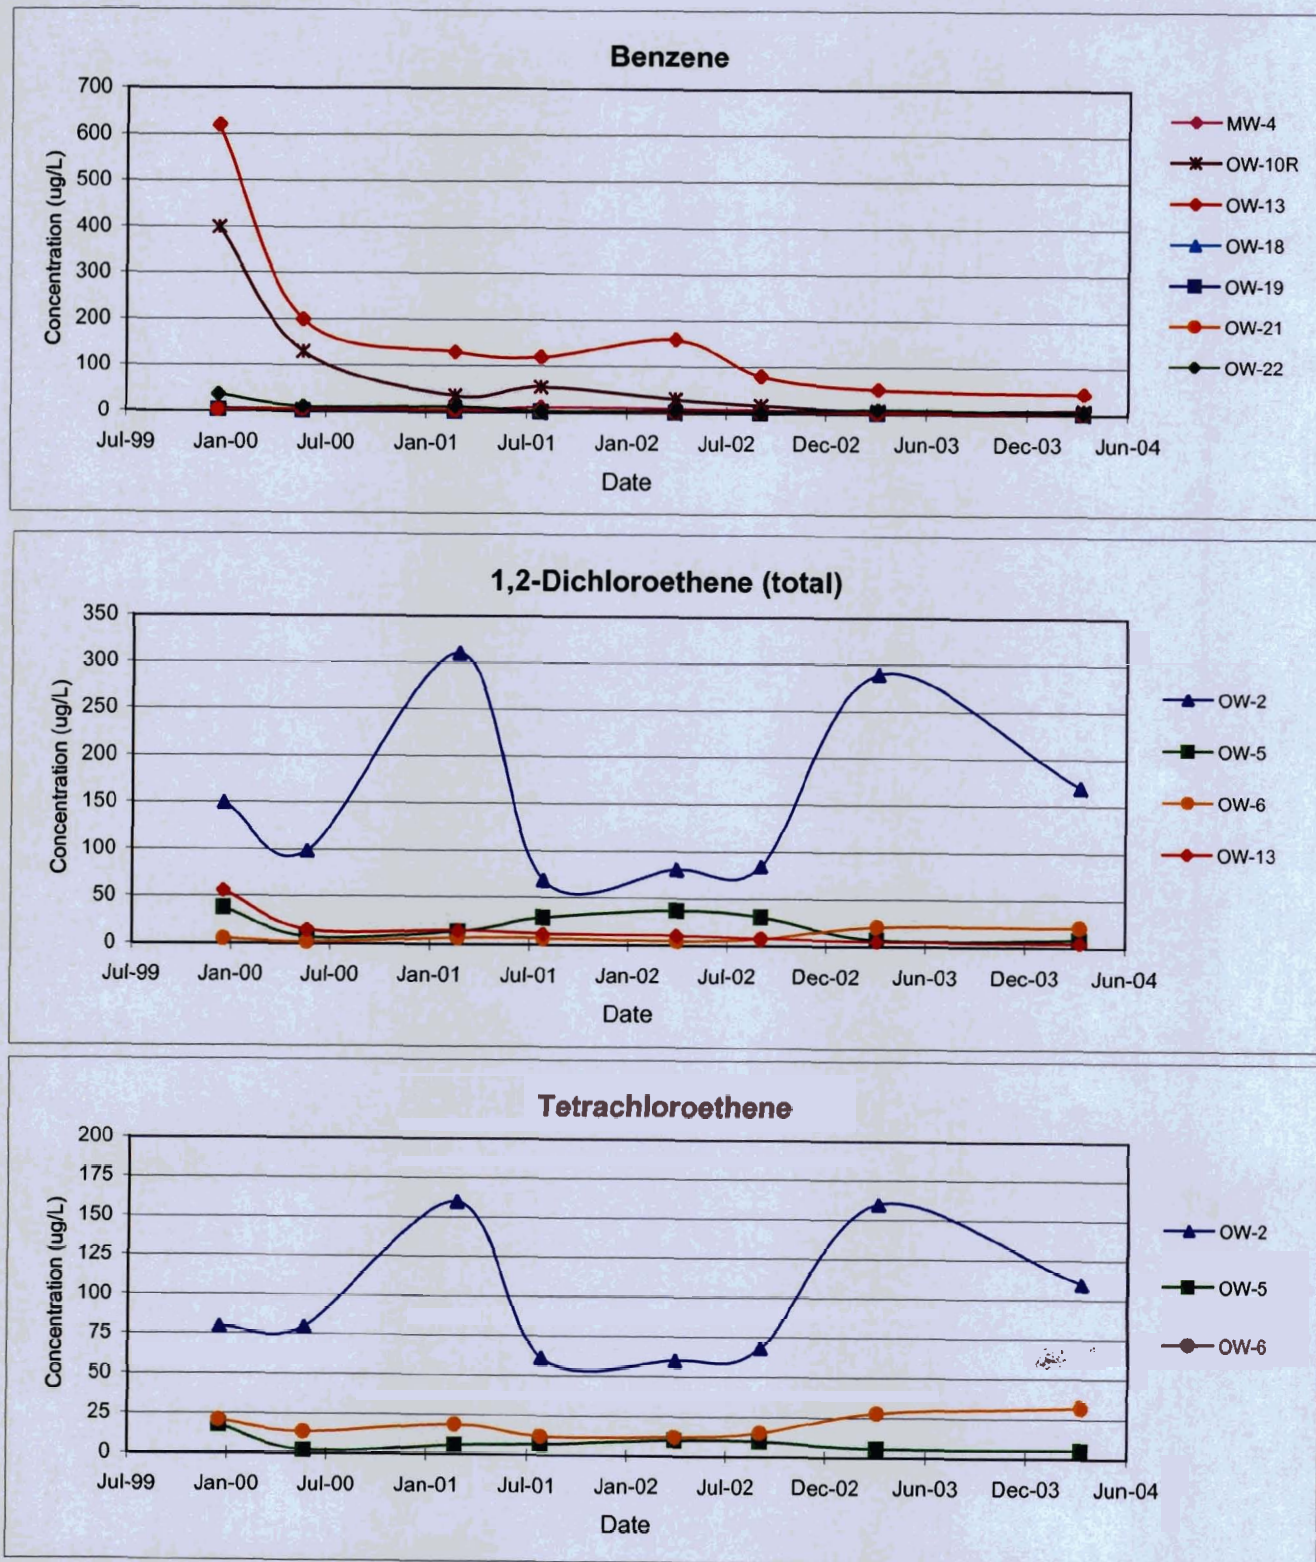 Benzene
Concentration (ug/L)
700
600
500
400
300
200
100
0
Jul-99 Jan-00 Jul-00 Jan-01 Jul-01 Jan-02 Jul-02 Dec-02 Jun-03 Dec-03 Jun-04
Date
MW-4
OW-10R
OW-13
OW-18
OW-19
OW-21
OW-22
1,2-Dichloroethene (total)
Concentration (ug/L)
350
300
250
200
150
100
50
0
Jul-99 Jan-00 Jul-00 Jan-01 Jul-01 Jan-02 Jul-02 Dec-02 Jun-03 Dec-03 Jun-04
Date
OW-2
OW-5
OW-6
OW-13
Tetrachloroethene
Concentration (ug/L)
200
175
150
125
100
75
50
25
0
Jul-99 Jan-00 Jul-00 Jan-01 Jul-01 Jan-02 Jul-02 Dec-02 Jun-03 Dec-03 Jun-04
Date
OW-2
OW-5
OW-6